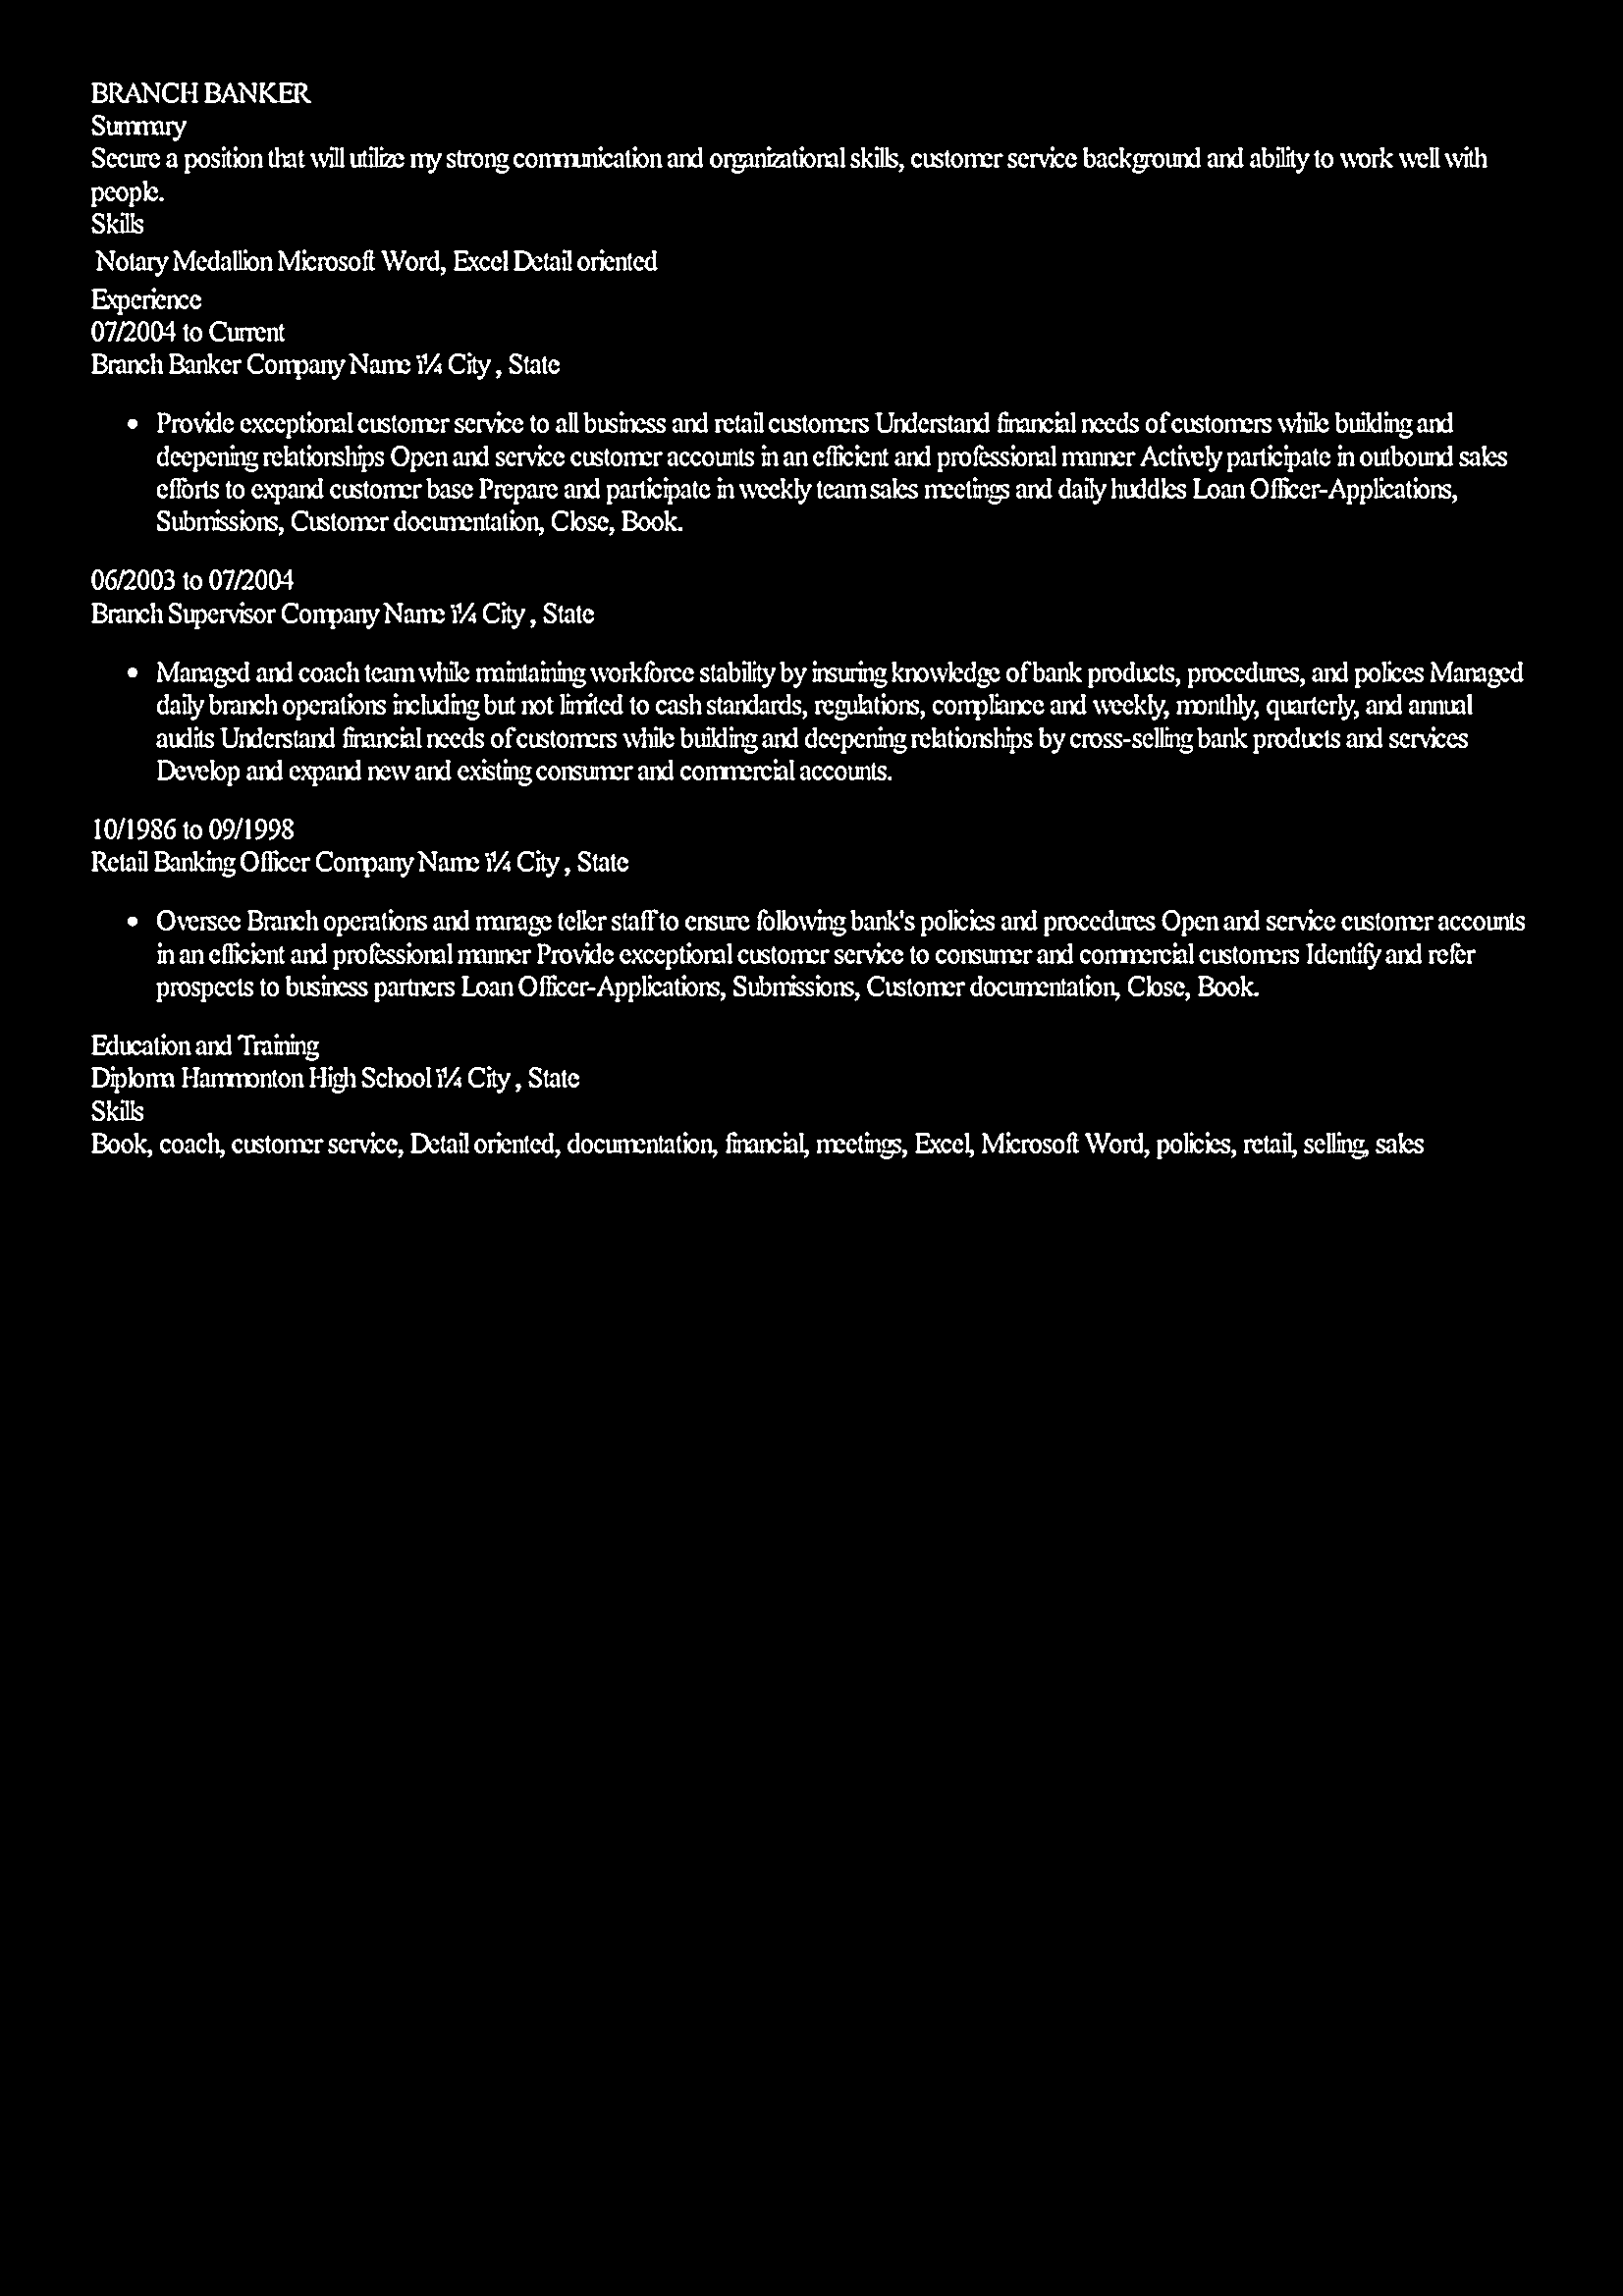 BRANCH BANKER
Summary
Secure a position that will utilize my strong communication and organizational skills, customer service background and ability to work well with
people.
Skills
Notary Medallion Microsoft Word, Excel Detail oriented
Experience
07/2004 to Current
Branch Banker Company Name ï¼ City , State
• Provide exceptional customer service to all business and retail customers Understand financial needs of customers while building and
deepening relationships Open and service customer accounts in an efficient and professional manner Actively participate in outbound sales
efforts to expand customer base Prepare and participate in weekly team sales meetings and daily huddles Loan Officer-Applications,
Submissions, Customer documentation, Close, Book.
06/2003 to 07/2004
Branch Supervisor Company Name ï¼ City , State
• Managed and coach team while maintaining workforce stability by insuring knowledge of bank products, procedures, and polices Managed
daily branch operations including but not limited to cash standards, regulations, compliance and weekly, monthly, quarterly, and annual
audits Understand financial needs of customers while building and deepening relationships by cross-selling bank products and services
Develop and expand new and existing consumer and commercial accounts.
10/1986 to 09/1998
Retail Banking Officer Company Name ï¼ City , State
• Oversee Branch operations and manage teller staff to ensure following bank's policies and procedures Open and service customer accounts
in an efficient and professional manner Provide exceptional customer service to consumer and commercial customers Identify and refer
prospects to business partners Loan Officer-Applications, Submissions, Customer documentation, Close, Book.
Education and Training
Diploma Hammonton High School ï¼ City , State
Skills
Book, coach, customer service, Detail oriented, documentation, financial, meetings, Excel, Microsoft Word, policies, retail, selling, sales